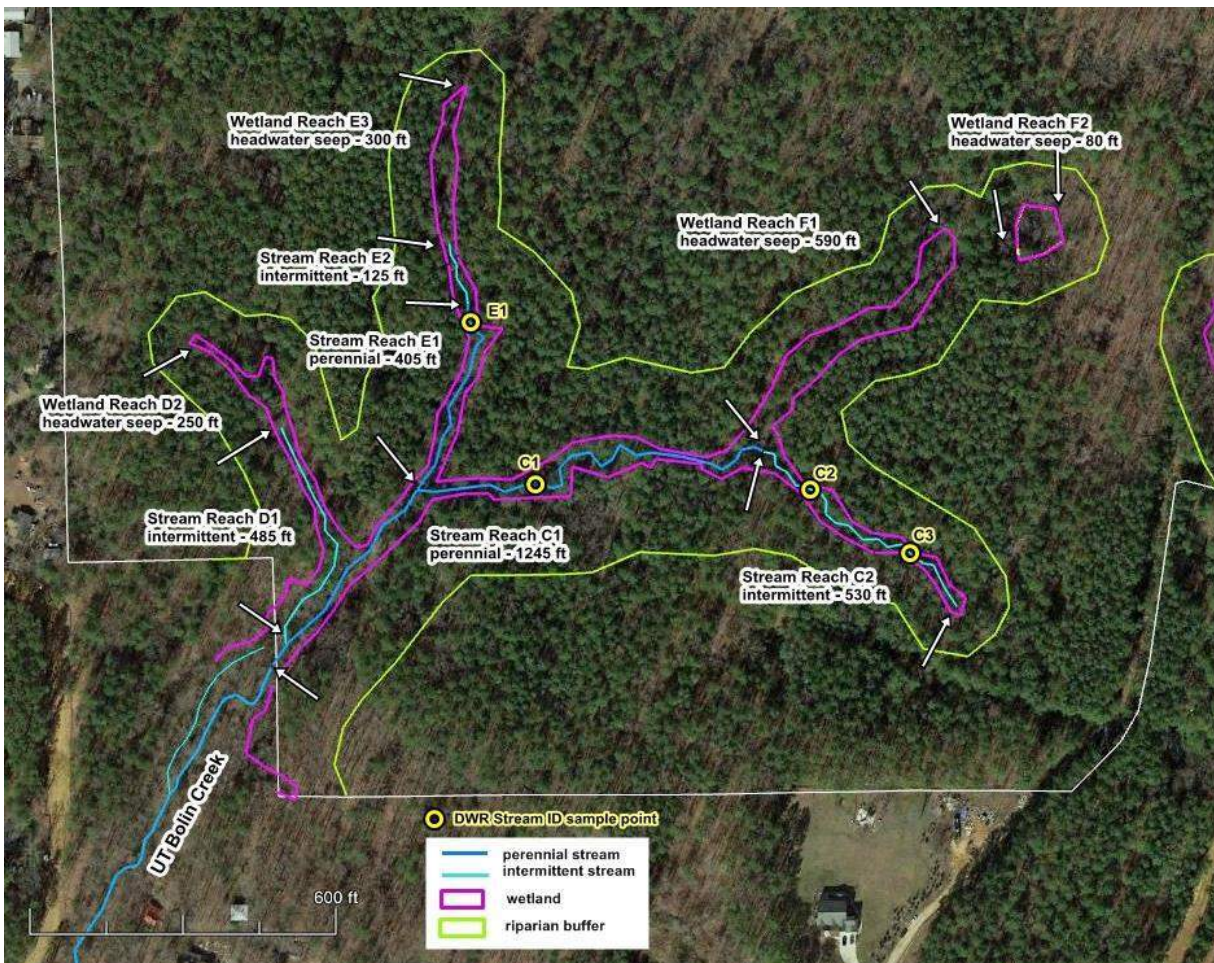 Wetland Reach E3
headwater seep - 300 ft
Wetland Reach F2
headwater seep - 80 ft
Wetland Reach F1
headwater seep - 590 ft
Stream Reach E2
intermittent - 125 ft
E1
Stream Reach E1
perennial - 405 ft
Wetland Reach D2
headwater seep - 250 ft
C1
C2
Stream Reach D1
intermittent - 485 ft
Stream Reach C1
perennial - 1245 ft
C3
Stream Reach C2
intermittent - 530 ft
UT Bolin Creek
DWR Stream ID sample point
perennial stream
intermittent stream
wetland
riparian buffer
600 ft